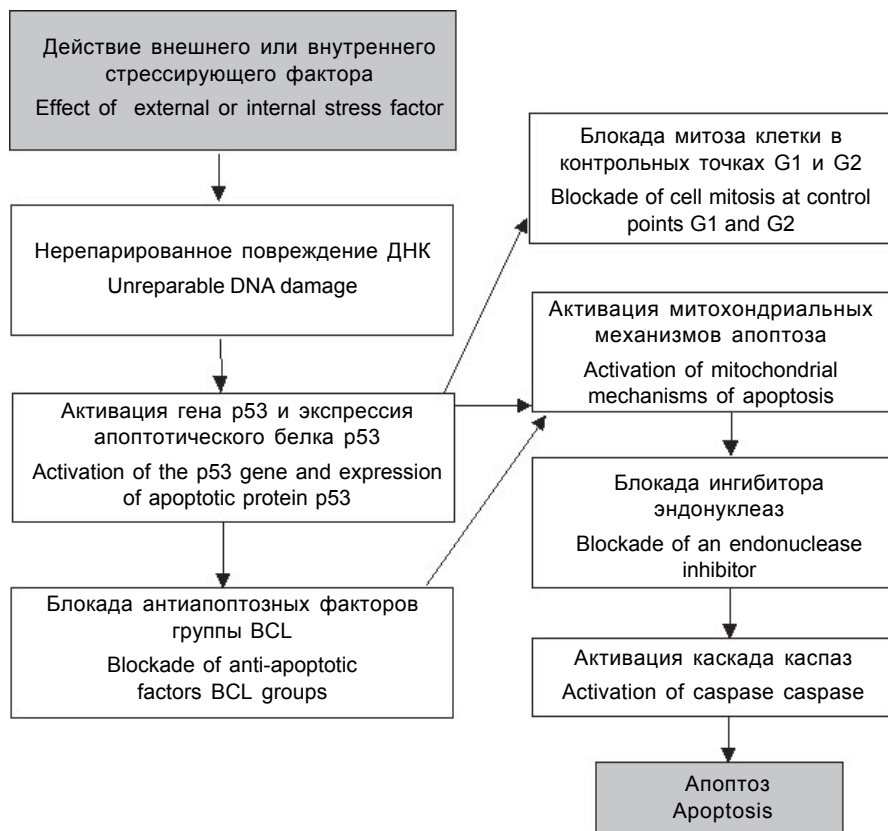 Действие внешнего или внутреннего
стрессирующего фактора
Effect of external or internal stress factor
Нерепарированное повреждение ДНК
Unreparable DNA damage
Активация гена p53 и экспрессия
апоптотического белка p53
Activation of the p53 gene and expression
of apoptotic protein p53
Блокада антиапоптозных факторов
группы BCL
Blockade of anti-apoptotic
factors BCL groups
Блокада митоза клетки в
контрольных точках G1 и G2
Blockade of cell mitosis at control
points G1 and G2
Активация митохондриальных
механизмов апоптоза
Activation of mitochondrial
mechanisms of apoptosis
Блокада ингибитора
эндонуклеаз
Blockade of an endonuclease
inhibitor
Активация каскада каспаз
Activation of caspase caspase
Апоптоз
Apoptosis